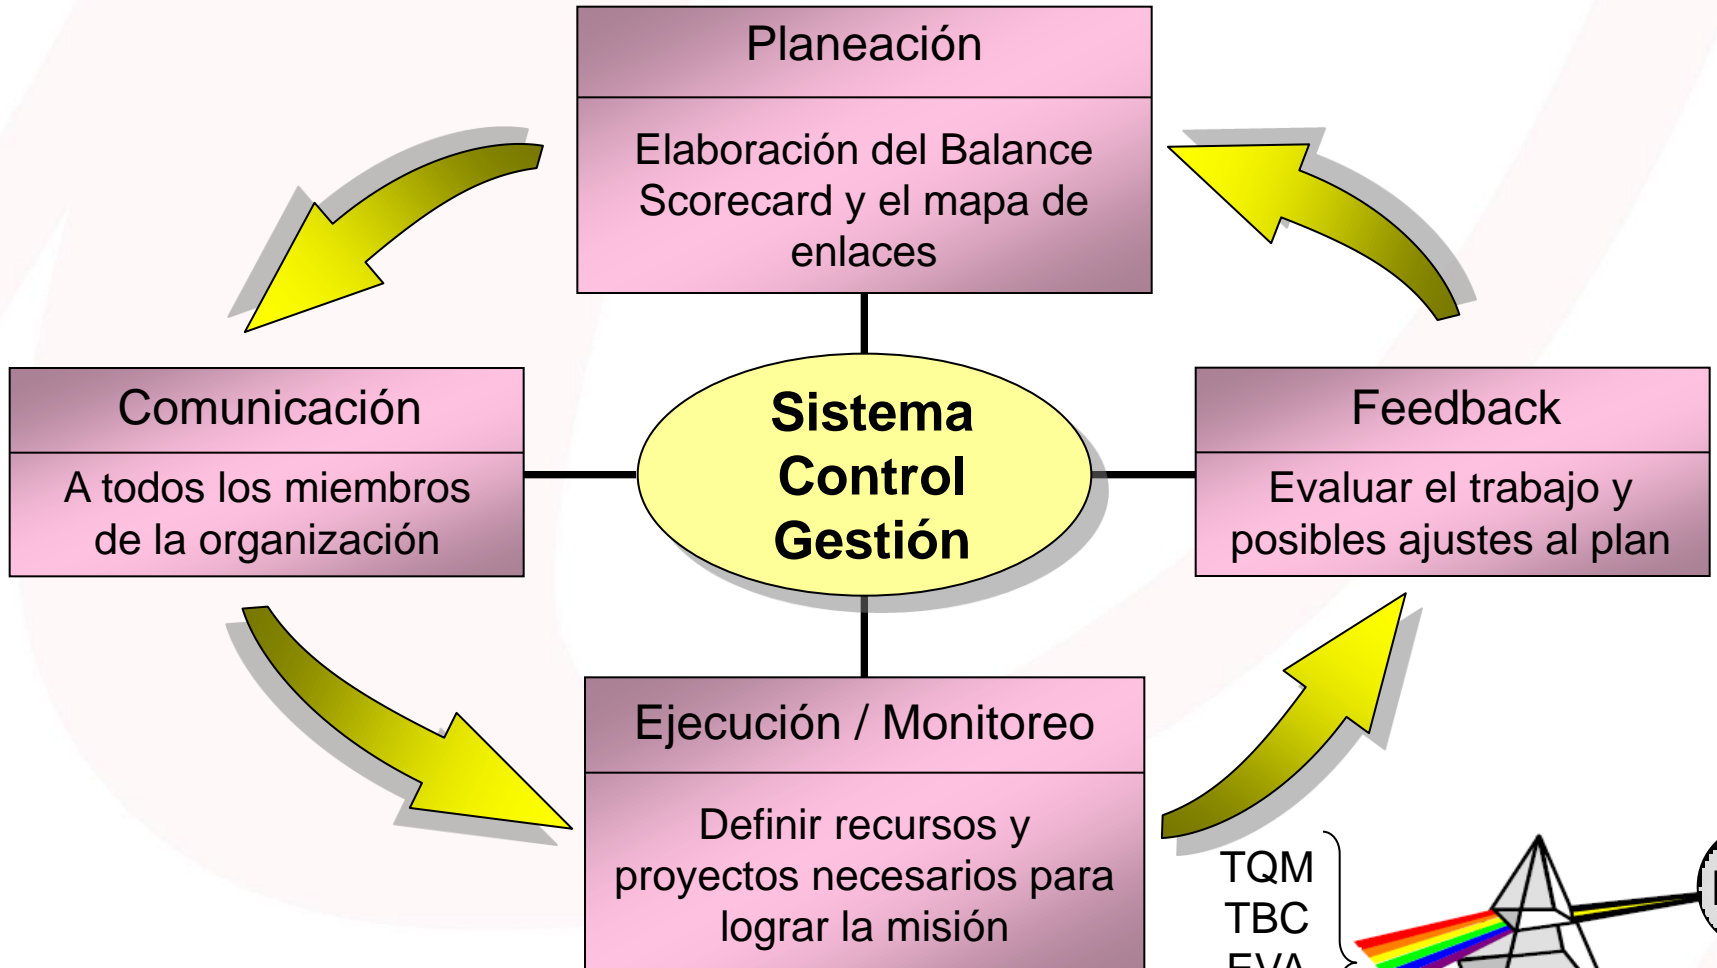 Planeación
Elaboración del Balance
Scorecard y el mapa de
enlaces
Comunicación
A todos los miembros
de la organización
Sistema
Control
Gestión
Feedback
Evaluar el trabajo y
posibles ajustes al plan
Ejecución / Monitoreo
Definir recursos y
proyectos necesarios para
lograr la misión
TQM
TBC
EVA